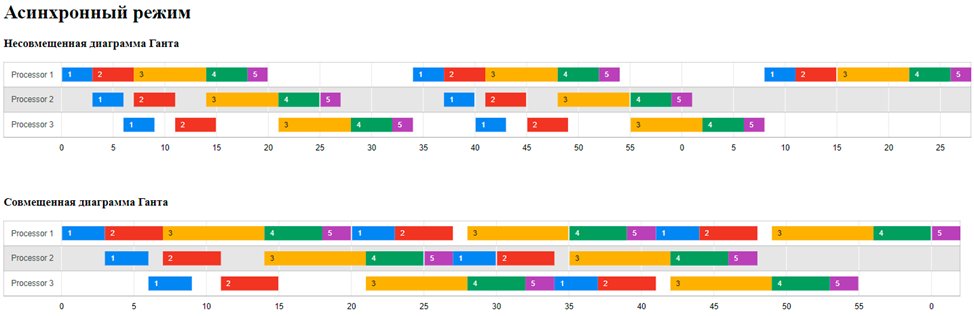 Асинхронный режим
Несовмещенная диаграмма Ганта
Processor 1 1 2 3 4 5 1 2 3 4 5 1 2 3 4 5
Processor 2 1 2 3 4 5 1 2 3 4 5
Processor 3 1 2 3 4 5 1 2 3 4 5
0 5 10 15 20 25 30 35 40 45 50 55 0 5 10 15 20 25
Совмещенная диаграмма Ганта
Processor 1 1 2 3 4 5 1 2 3 4 5 1 2 3 4 5
Processor 2 1 2 3 4 5 1 2 3 4 5
Processor 3 1 2 3 4 5 1 2 3 4 5
0 5 10 15 20 25 30 35 40 45 50 55 0